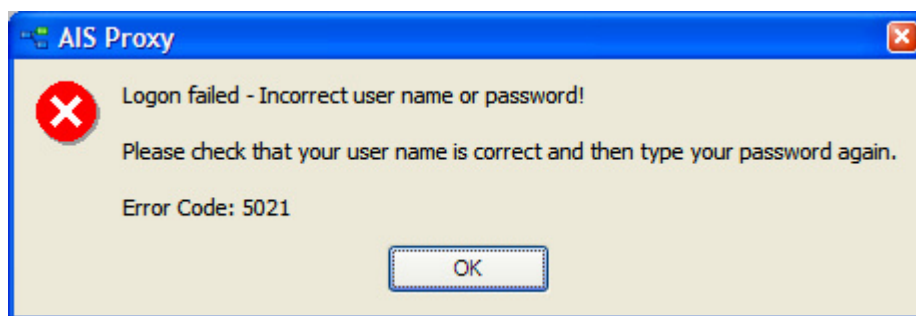 AIS Proxy
Logon failed - Incorrect user name or password!
Please check that your user name is correct and then type your password again.
Error Code: 5021
OK